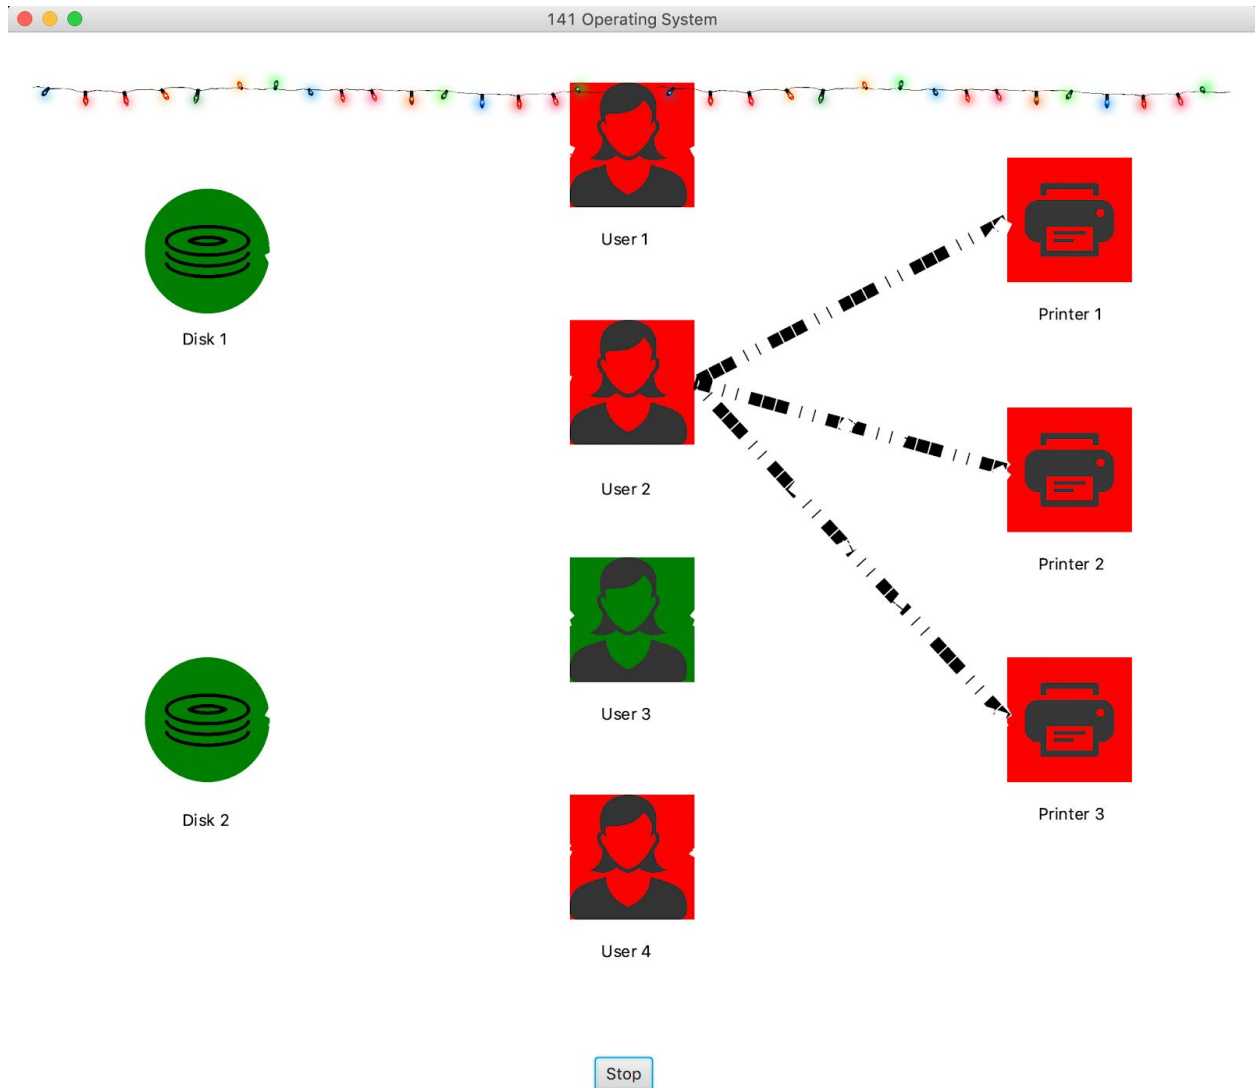 141 Operating System
User 1
Printer 1
Disk 1
User 2
Printer 2
User 3
Disk 2
Printer 3
User 4
Stop